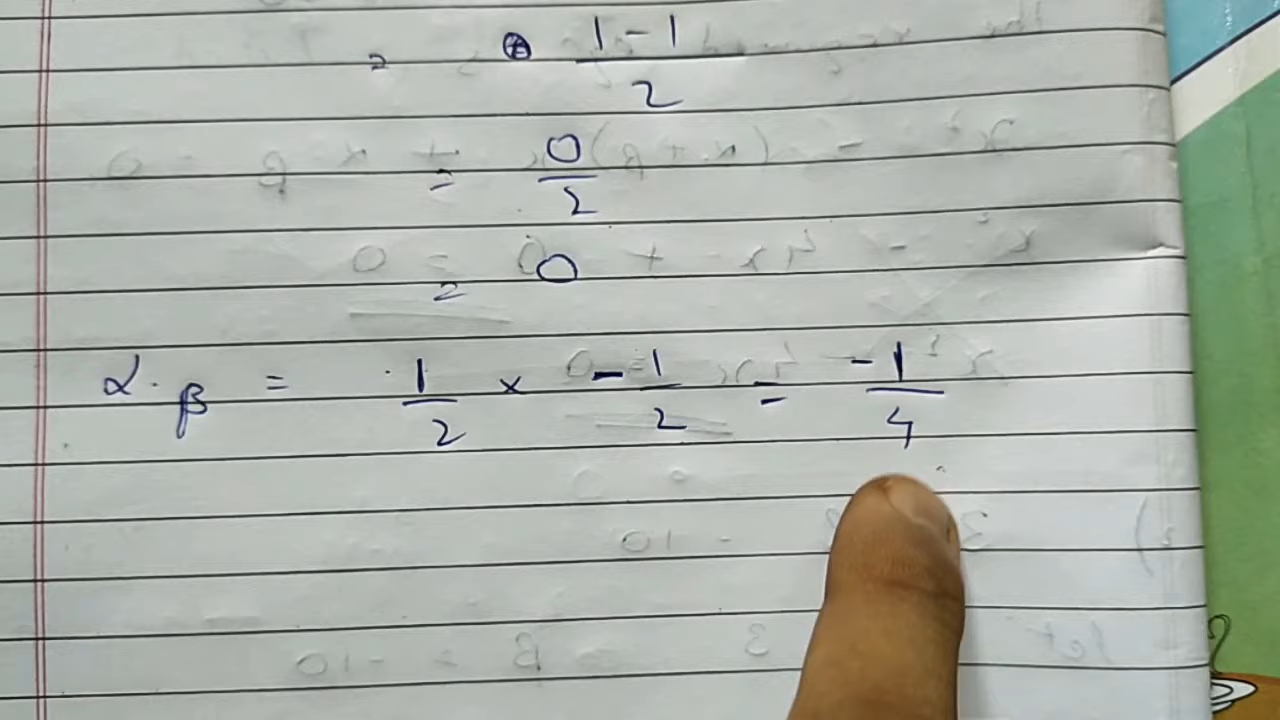 = 1-1/2
= 0/2
= 0
α.β = 1/2 × -1/2 = -1/4